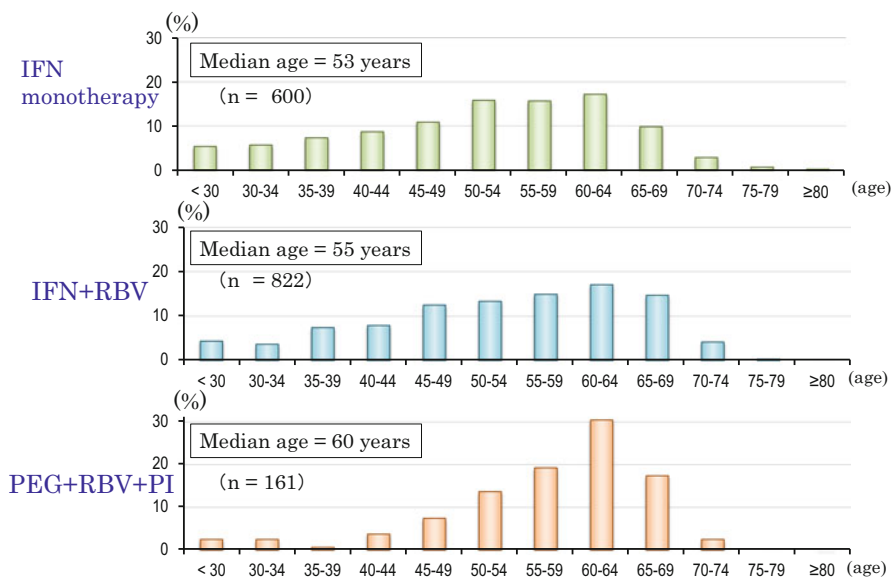 (%)
30
20
10
0
IFN
monotherapy
Median age = 53 years
(n = 600)
< 30 30-34 35-39 40-44 45-49 50-54 55-59 60-64 65-69 70-74 75-79 ≥80 (age)
(%)
30
20
10
0
IFN+RBV
Median age = 55 years
(n = 822)
< 30 30-34 35-39 40-44 45-49 50-54 55-59 60-64 65-69 70-74 75-79 ≥80 (age)
(%)
30
20
10
0
PEG+RBV+PI
Median age = 60 years
(n = 161)
< 30 30-34 35-39 40-44 45-49 50-54 55-59 60-64 65-69 70-74 75-79 ≥80 (age)